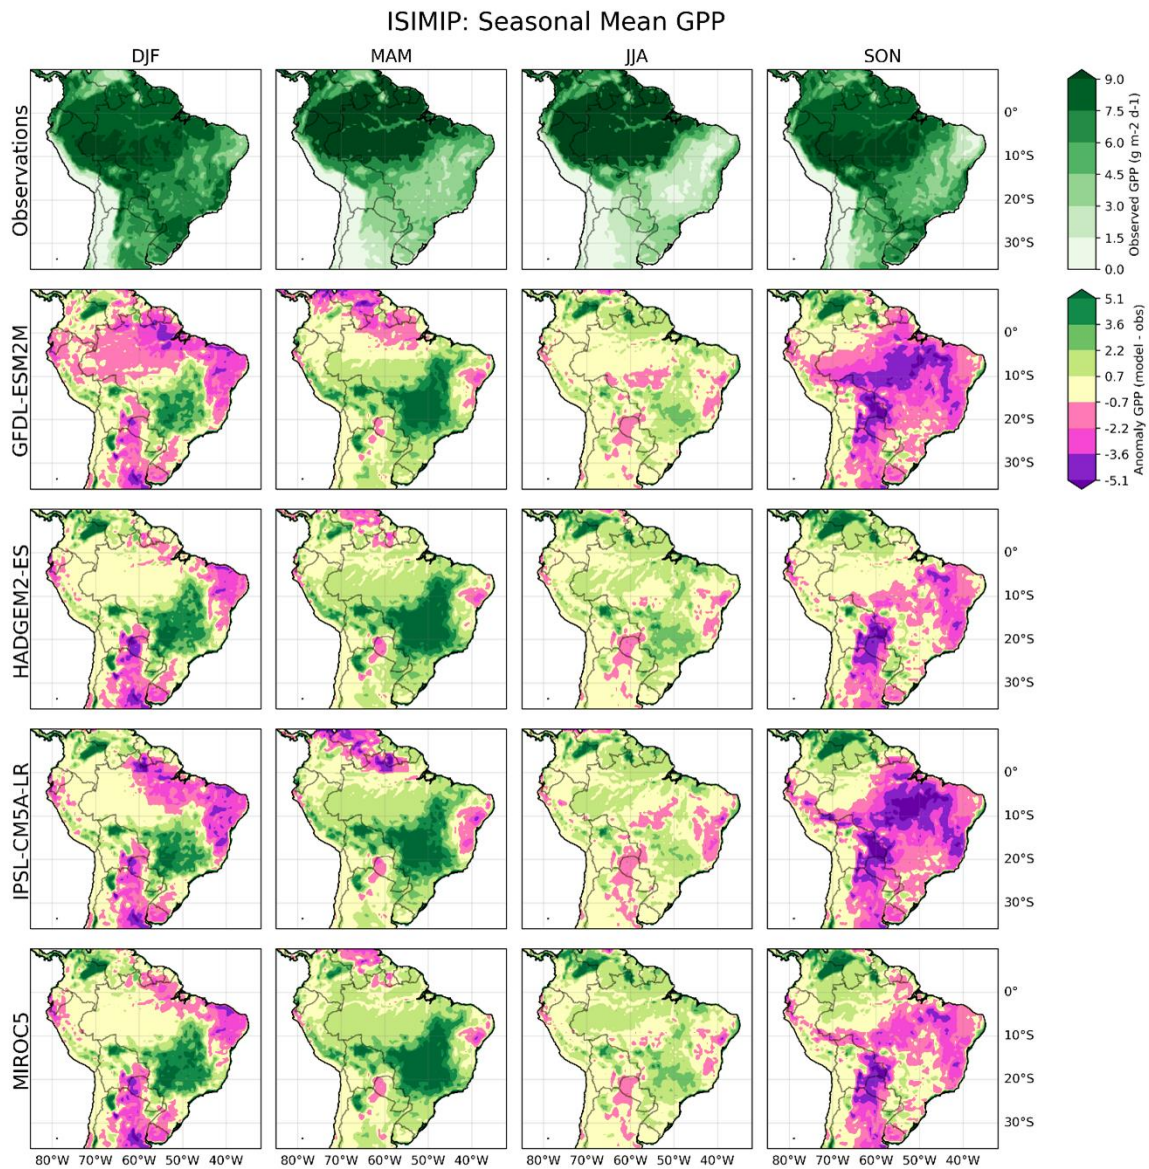 ISIMIP: Seasonal Mean GPP
DJF MAM JJA SON
Observations
0°
10°S
20°S
30°S
9.0
7.5
6.0
4.5
3.0
1.5
0.0
Observed GPP (g m-2 d-1)
GFDL-ESM2M
0°
10°S
20°S
30°S
5.1
3.6
2.2
0.7
-0.7
-2.2
-3.6
-5.1
Anomaly GPP (model - obs)
HADGEM2-ES
0°
10°S
20°S
30°S
IPSL-CM5A-LR
0°
10°S
20°S
30°S
MIROC5
0°
10°S
20°S
30°S
80°W 70°W 60°W 50°W 40°W 80°W 70°W 60°W 50°W 40°W 80°W 70°W 60°W 50°W 40°W 80°W 70°W 60°W 50°W 40°W